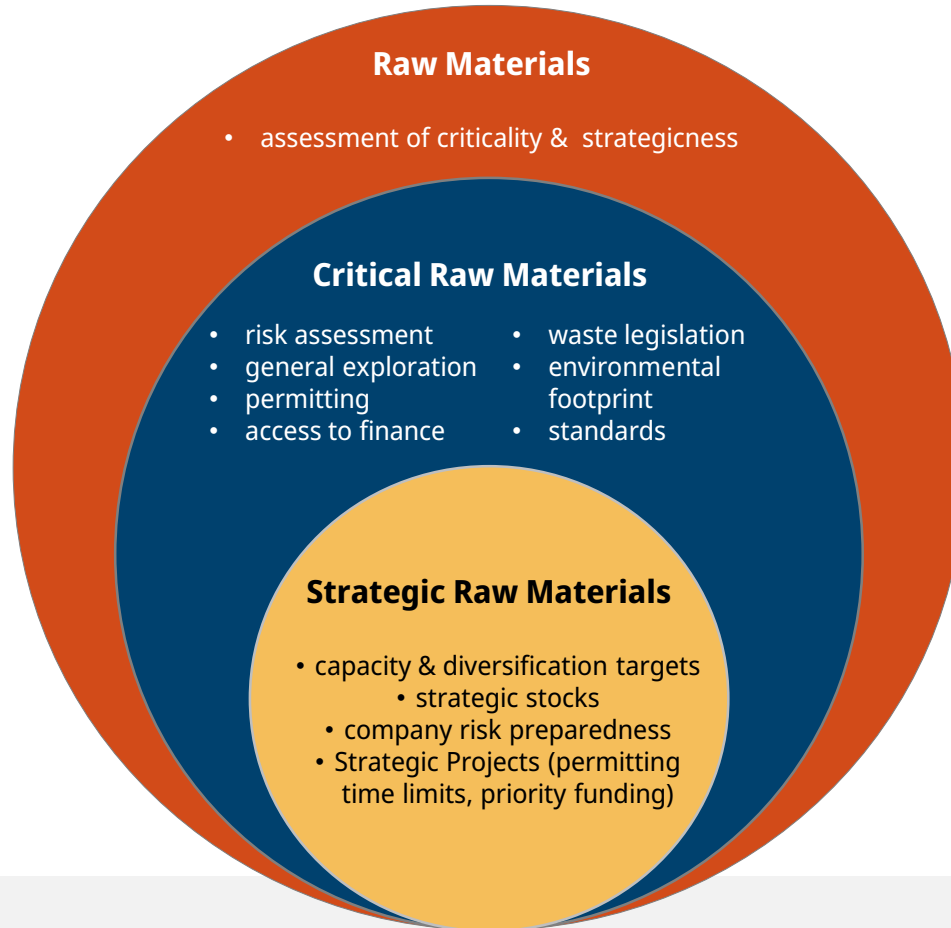 Raw Materials
• assessment of criticality & strategicness
Critical Raw Materials
• risk assessment
• general exploration
• permitting
• access to finance
• waste legislation
• environmental
footprint
• standards
Strategic Raw Materials
• capacity & diversification targets
• strategic stocks
• company risk preparedness
• Strategic Projects (permitting
time limits, priority funding)